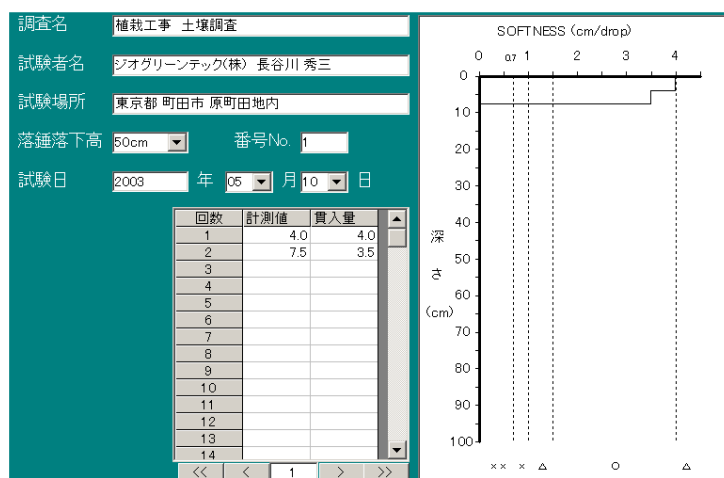 調査名 植栽工事 土壌調査
試験者名 ジオグリーンテック(株) 長谷川 秀三
試験場所 東京都 町田市 原町田地内
落錘落下高 50cm 番号No. 1
試験日 2003 年 05 月 10 日
回数 計測値 貫入量
1 4.0 4.0
2 7.5 3.5
3
4
5
6
7
8
9
10
11
12
13
14
<< < 1 > >>
SOFTNESS (cm/drop)
0 0.7 1 2 3 4
0
10
20
30
40
深
50
さ
60
(cm)
70
80
90
100
×× × △ ○ △